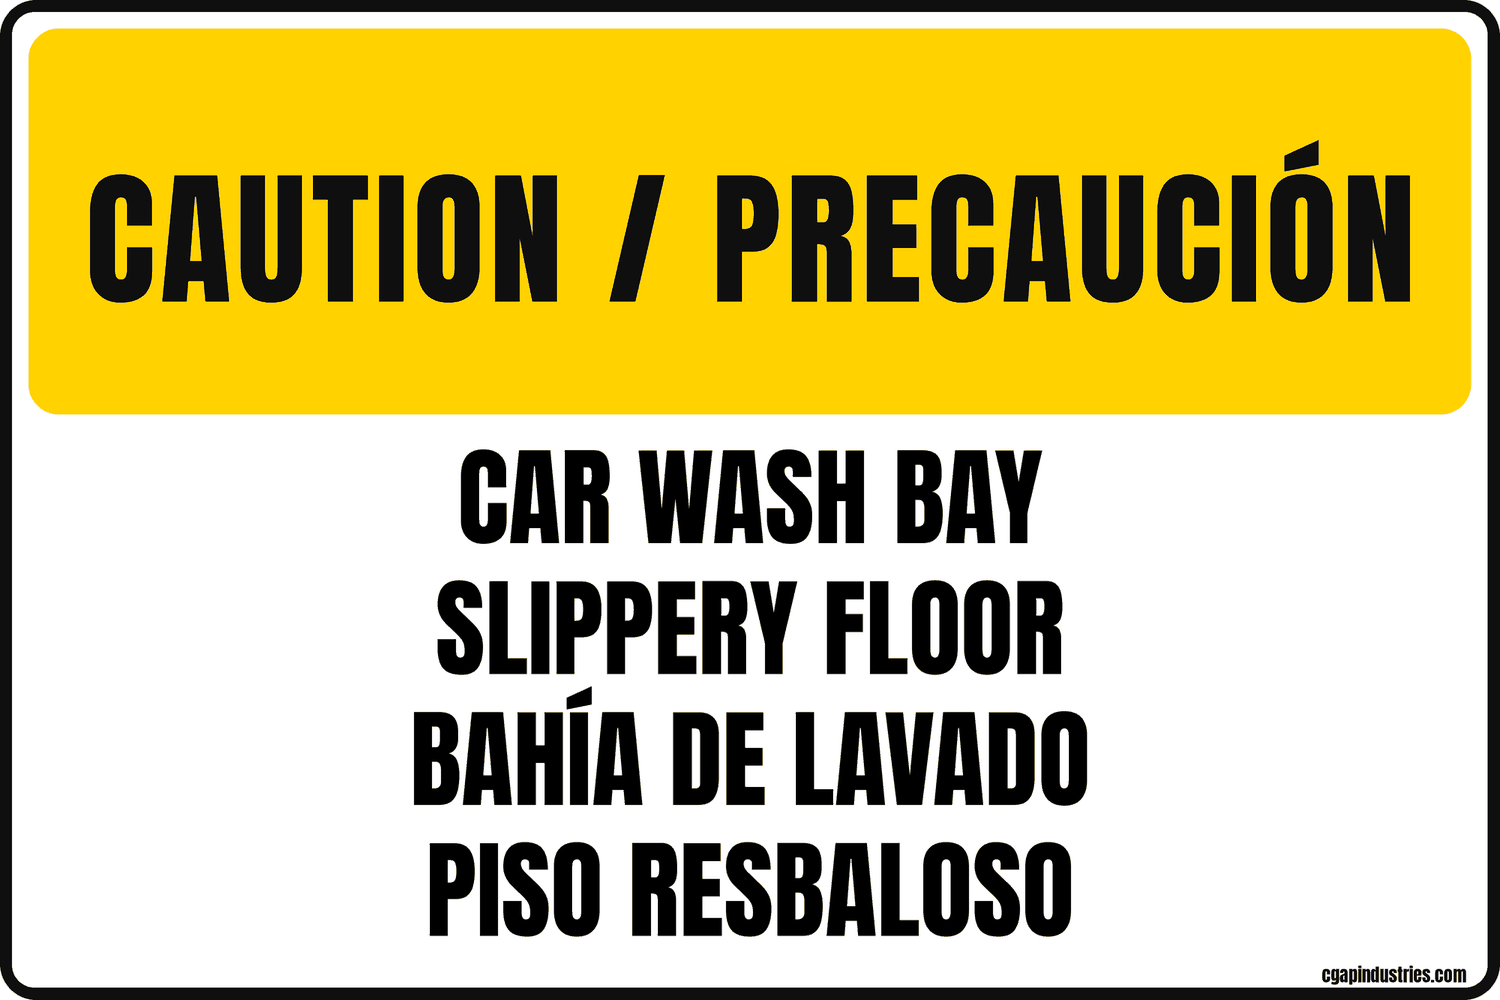 CAUTION / PRECAUCIÓN
CAR WASH BAY
SLIPPERY FLOOR
BAHÍA DE LAVADO
PISO RESBALOSO
cgapindustries.com